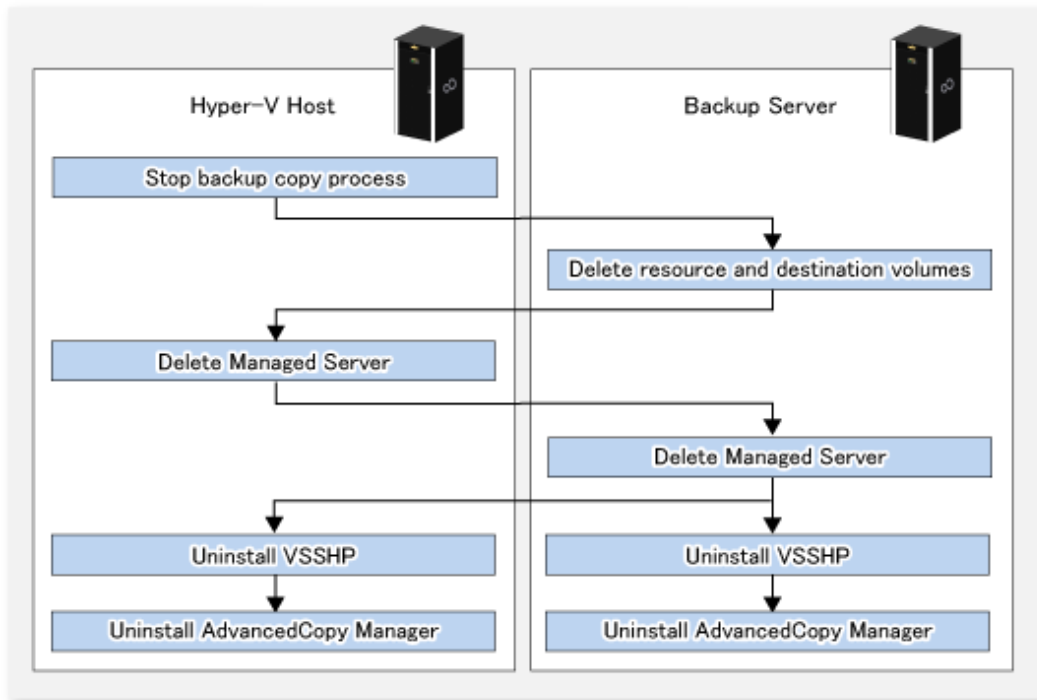 Hyper-V Host
Backup Server
Stop backup copy process
Delete resource and destination volumes
Delete Managed Server
Delete Managed Server
Uninstall VSSHP
Uninstall VSSHP
Uninstall AdvancedCopy Manager
Uninstall AdvancedCopy Manager